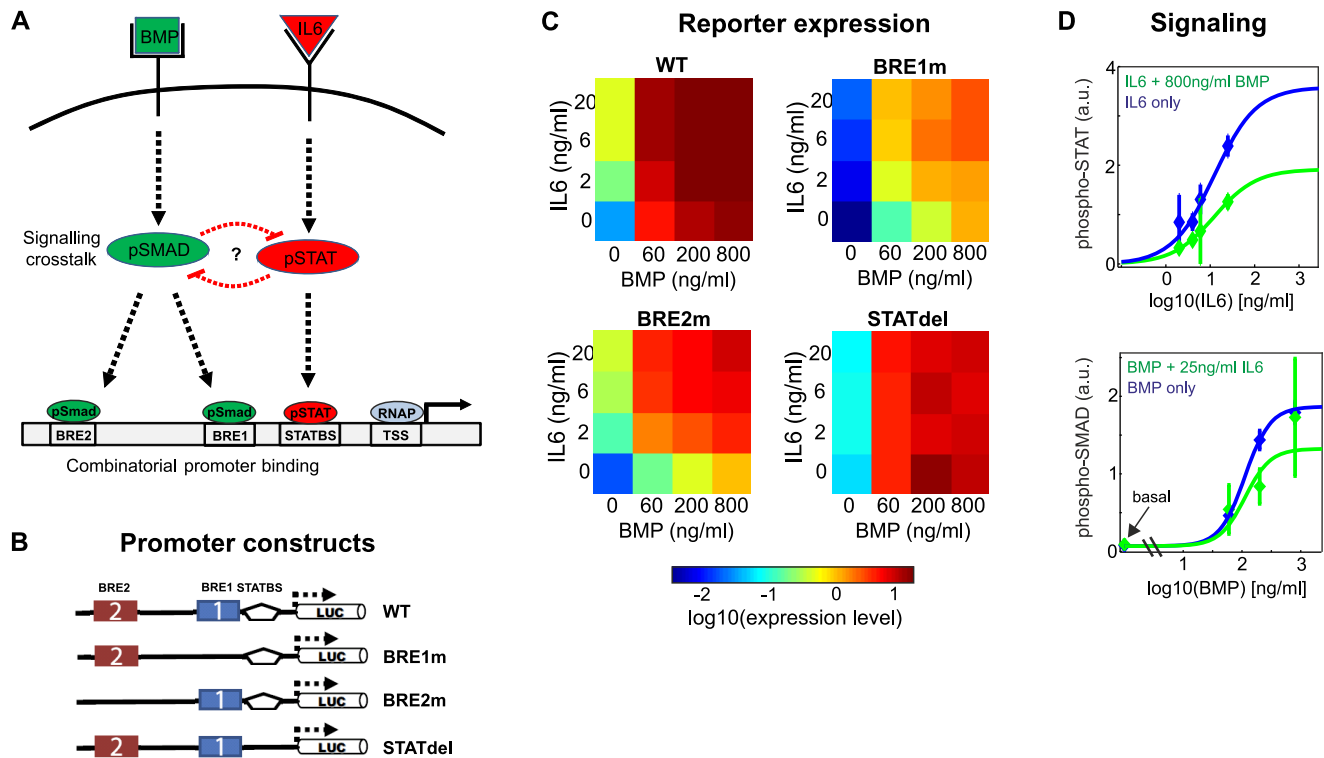 A
BMP
IL6
Signalling
crosstalk
pSMAD
?
pSTAT
pSmad
pSmad
pSTAT
RNAP
BRE2
BRE1
STATBS
TSS
Combinatorial promoter binding
B
Promoter constructs
BRE2
BRE1
STATBS
2
1
LUC
WT
2
LUC
BRE1m
1
LUC
BRE2m
2
1
LUC
STATdel
C
Reporter expression
WT
IL6 (ng/ml)
20
6
2
0
0
60
200
800
BMP (ng/ml)
BRE1m
IL6 (ng/ml)
20
6
2
0
0
60
200
800
BMP (ng/ml)
BRE2m
IL6 (ng/ml)
20
6
2
0
0
60
200
800
BMP (ng/ml)
STATdel
IL6 (ng/ml)
20
6
2
0
0
60
200
800
BMP (ng/ml)
-2
-1
0
1
log10(expression level)
D
Signaling
phospho-STAT (a.u.)
4
2
0
IL6 + 800ng/ml BMP
IL6 only
0
1
2
3
log10(IL6) [ng/ml]
phospho-SMAD (a.u.)
2
1
0
BMP + 25ng/ml IL6
BMP only
basal
1
2
3
log10(BMP) [ng/ml]